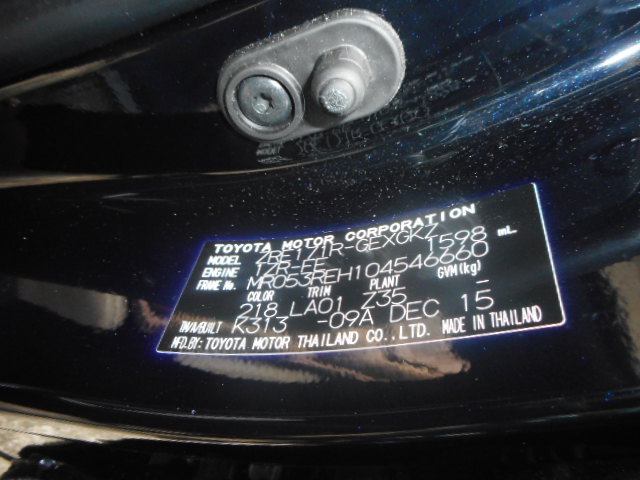 TOYOTA MOTOR CORPORATION
MODEL ZRE171R-GEXGKZ
ENGINE 1ZR-FE 1598 mL
FRAME No. MR053REH104546660
COLOR TRIM PLANT GVM(kg)
218 LA01 Z35 -
T/A/BUILT K313 -09A DEC 15
MFD.BY: TOYOTA MOTOR THAILAND CO.,LTD. MADE IN THAILAND